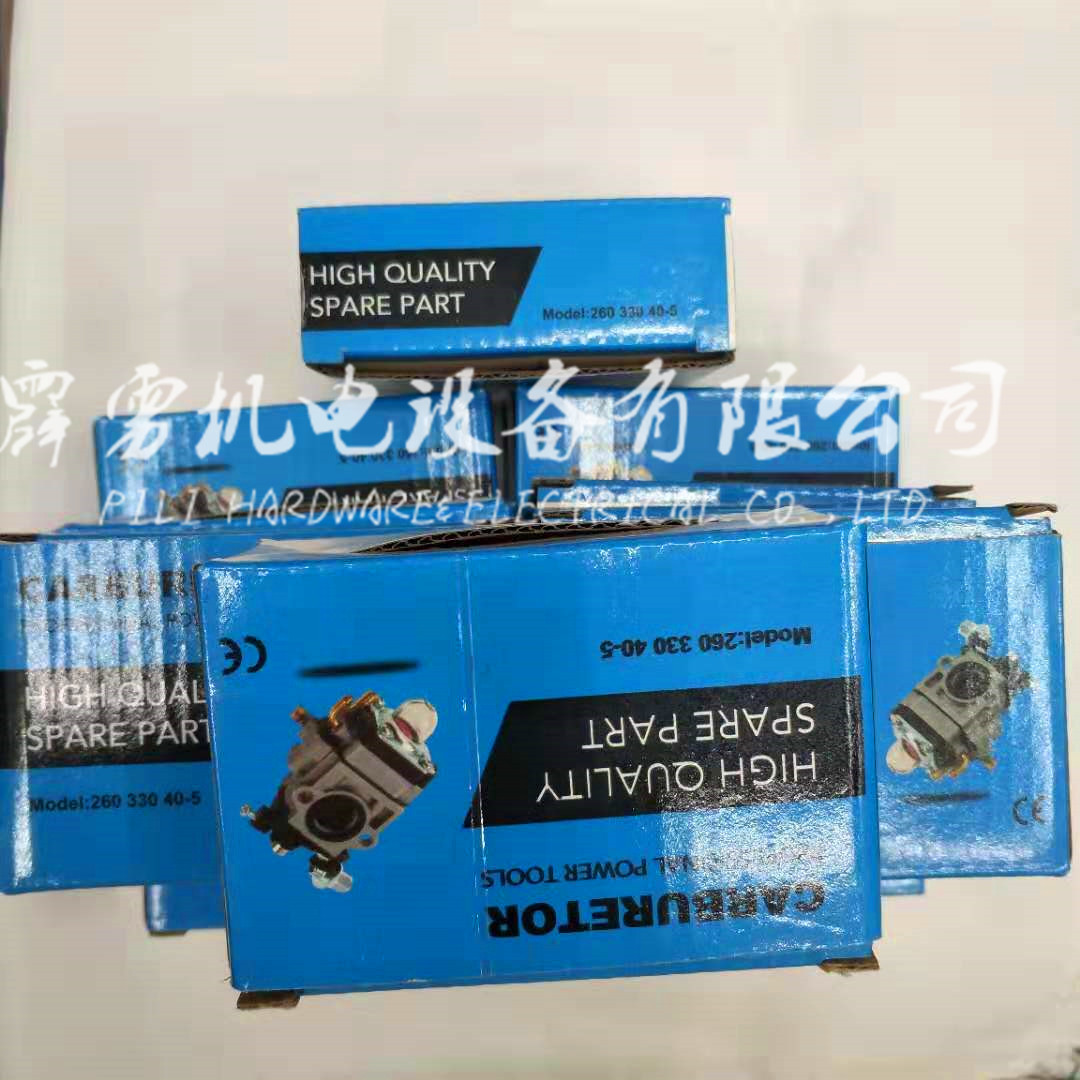 HIGH QUALITY
SPARE PART
Model:260 330 40-5
霹雳机电设备有限公司
PILI HARDWARE&ELECTRICAL CO.,LTD
HIGH QUAL
SPARE PART
Model:260 330 40-5
CE
Model:260 330 40-5
SPARE PART
HIGH QUALITY
POWER TOOLS
CARBURETOR
CE